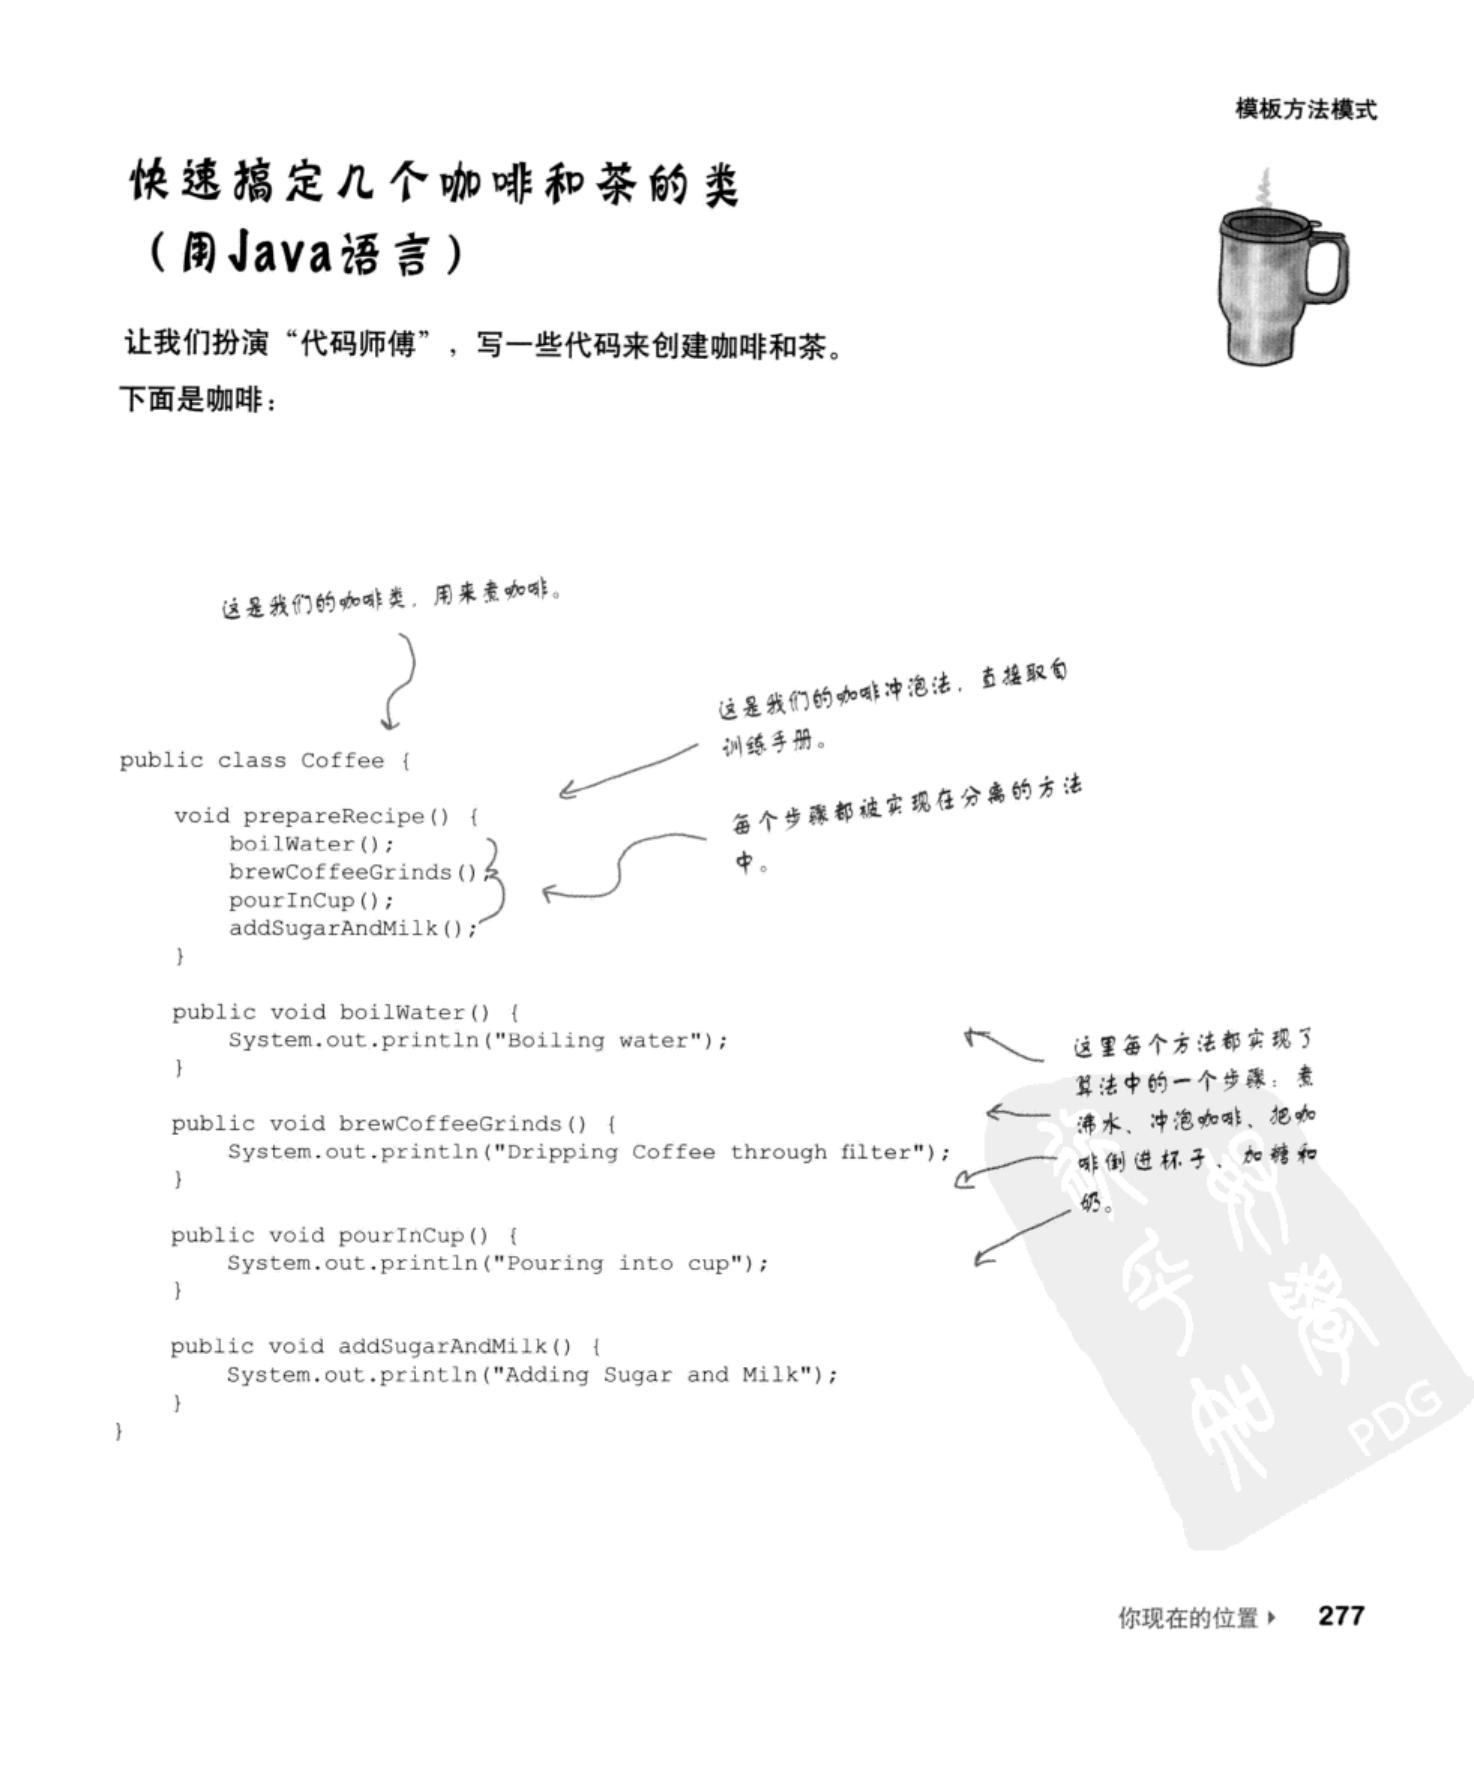 模板方法模式
快速搞定几个咖啡和茶的类
（用Java语言）
让我们扮演“代码师傅”，写一些代码来创建咖啡和茶。
下面是咖啡：
这是我们的咖啡类，用来煮咖啡。
这是我们的咖啡冲泡法，直接取自
训练手册。
每个步骤都被实现在分离的方法
中。
public class Coffee {
void prepareRecipe() {
boilWater();
brewCoffeeGrinds();
pourInCup();
addSugarAndMilk();
}
public void boilWater() {
System.out.println("Boiling water");
}
public void brewCoffeeGrinds() {
System.out.println("Dripping Coffee through filter");
}
public void pourInCup() {
System.out.println("Pouring into cup");
}
public void addSugarAndMilk() {
System.out.println("Adding Sugar and Milk");
}
}
这里每个方法都实现了
算法中的一个步骤：煮
沸水、冲泡咖啡、把咖
啡倒进杯子、加糖和
奶。
PDG
你现在的位置 277